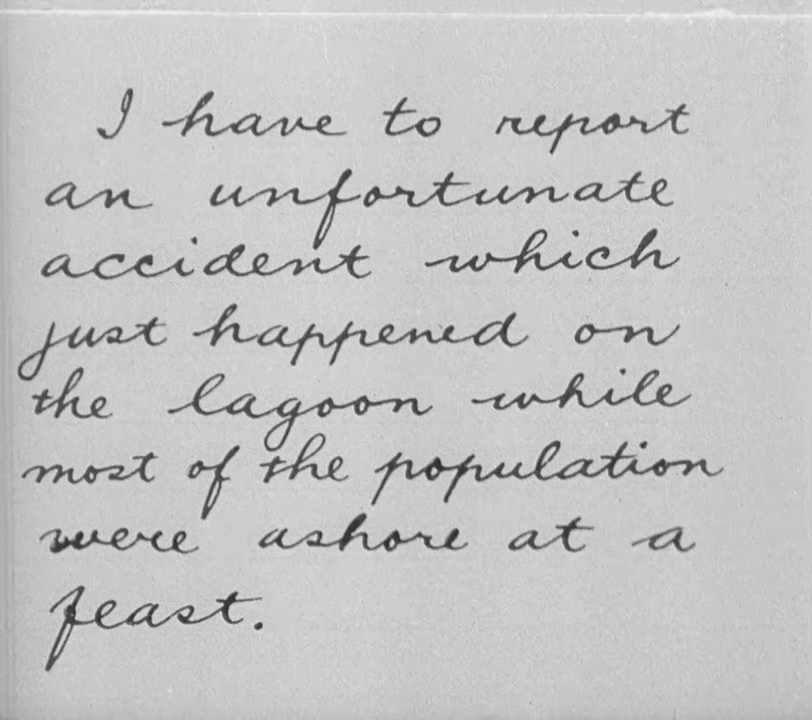 I have to report
an unfortunate
accident which
just happened on
the lagoon while
most of the population
were ashore at a
feast.